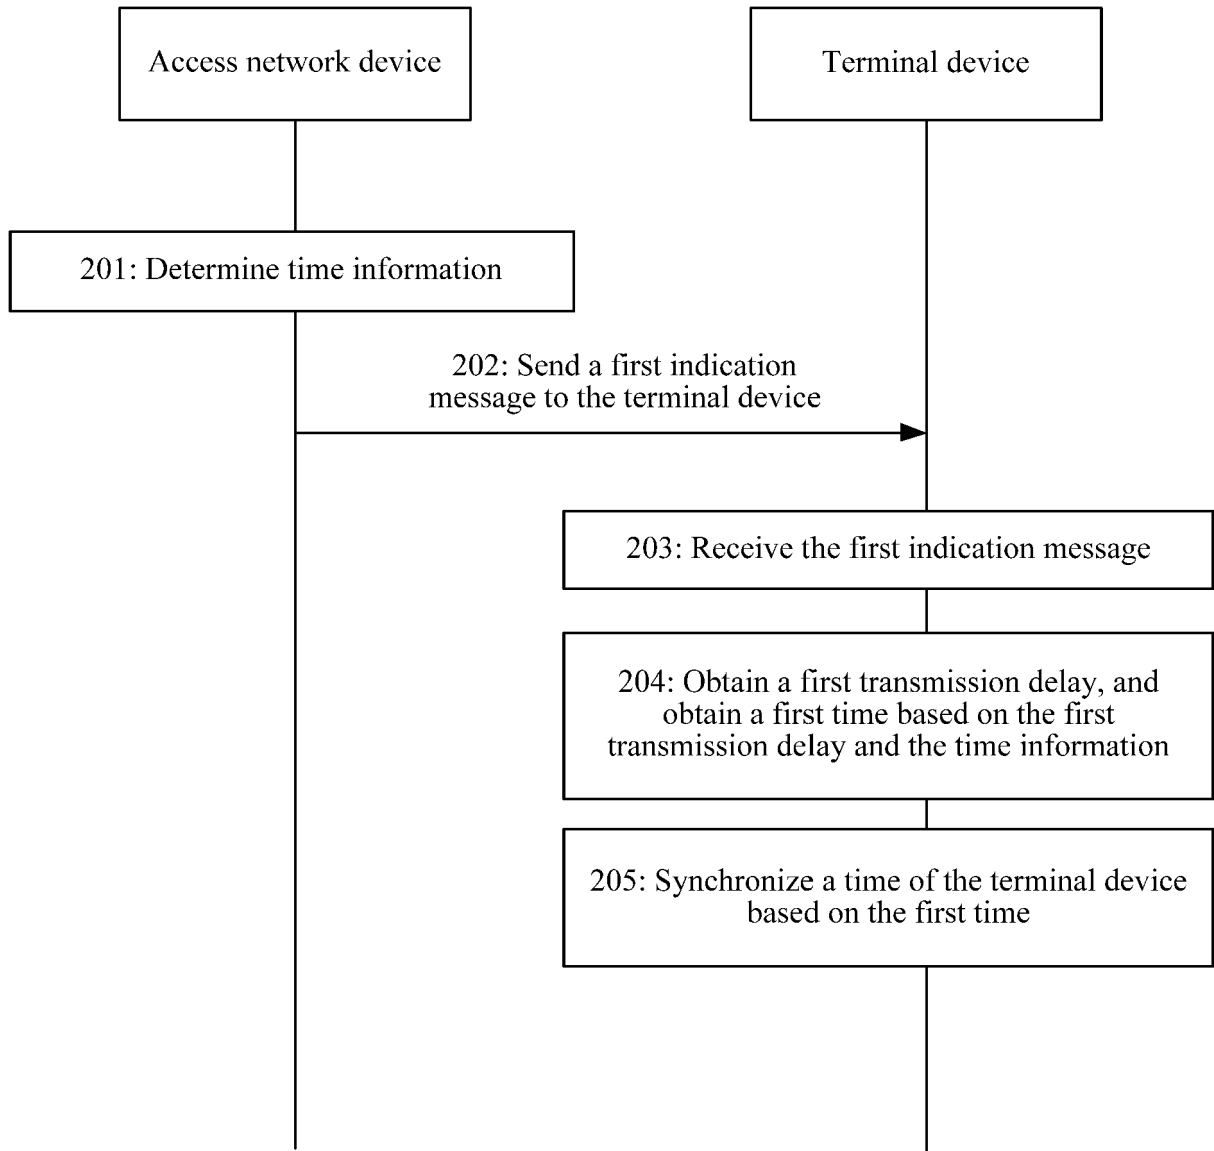 Access network device
Terminal device
201: Determine time information
202: Send a first indication
message to the terminal device
203: Receive the first indication message
204: Obtain a first transmission delay, and
obtain a first time based on the first
transmission delay and the time information
205: Synchronize a time of the terminal device
based on the first time